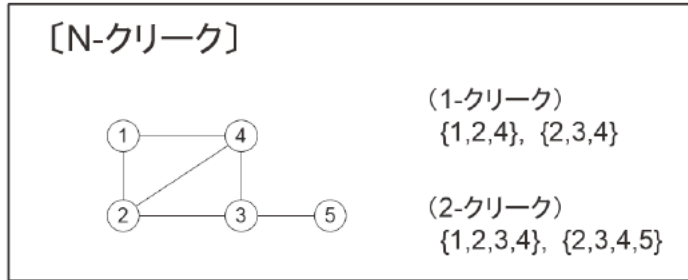 〔N-クリーク〕
(1-クリーク)
{1,2,4}, {2,3,4}
1
4
2
3
5
(2-クリーク)
{1,2,3,4}, {2,3,4,5}